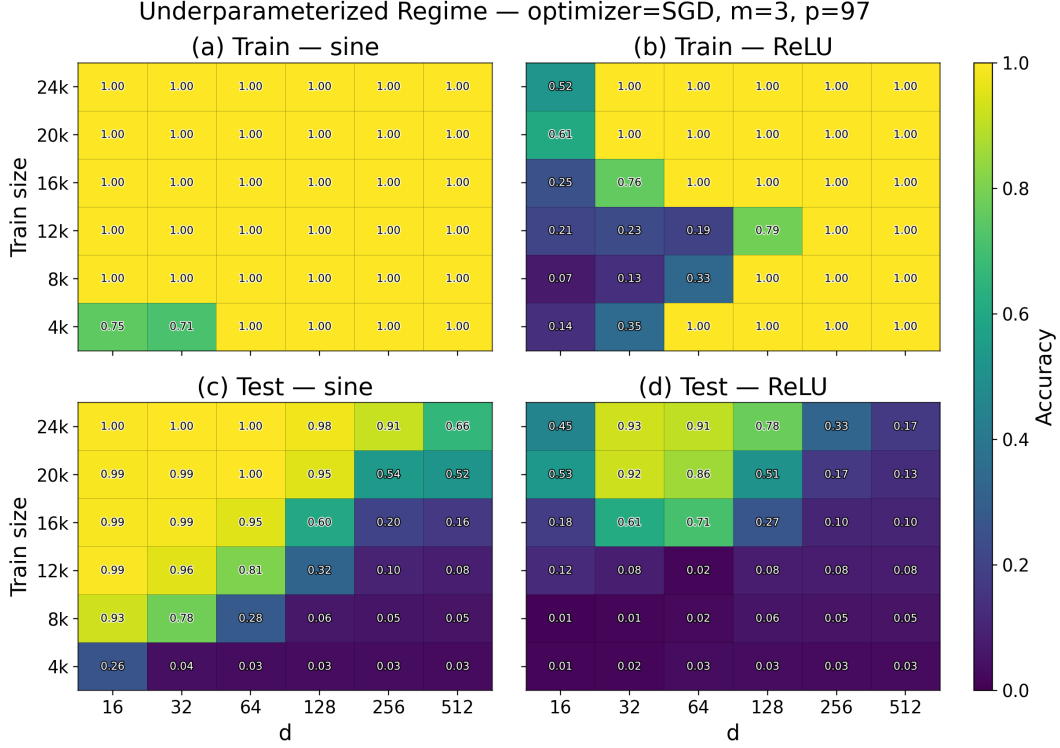 Underparameterized Regime — optimizer=SGD, m=3, p=97
(a) Train — sine
(b) Train — ReLU
Train size
24k 1.00 1.00 1.00 1.00 1.00 1.00
20k 1.00 1.00 1.00 1.00 1.00 1.00
16k 1.00 1.00 1.00 1.00 1.00 1.00
12k 1.00 1.00 1.00 1.00 1.00 1.00
8k 1.00 1.00 1.00 1.00 1.00 1.00
4k 0.75 0.71 1.00 1.00 1.00 1.00
0.52 1.00 1.00 1.00 1.00 1.00
0.61 1.00 1.00 1.00 1.00 1.00
0.25 0.76 1.00 1.00 1.00 1.00
0.21 0.23 0.19 0.79 1.00 1.00
0.07 0.13 0.33 1.00 1.00 1.00
0.14 0.35 1.00 1.00 1.00 1.00
(c) Test — sine
(d) Test — ReLU
Train size
24k 1.00 1.00 1.00 0.98 0.91 0.66
20k 0.99 0.99 1.00 0.95 0.54 0.52
16k 0.99 0.99 0.95 0.60 0.20 0.16
12k 0.99 0.96 0.81 0.32 0.10 0.08
8k 0.93 0.78 0.28 0.06 0.05 0.05
4k 0.26 0.04 0.03 0.03 0.03 0.03
16 32 64 128 256 512
d
0.45 0.93 0.91 0.78 0.33 0.17
0.53 0.92 0.86 0.51 0.17 0.13
0.18 0.61 0.71 0.27 0.10 0.10
0.12 0.08 0.02 0.08 0.08 0.08
0.01 0.01 0.02 0.06 0.05 0.05
0.01 0.02 0.03 0.03 0.03 0.03
16 32 64 128 256 512
d
1.0
0.8
0.6
0.4
0.2
0.0
Accuracy